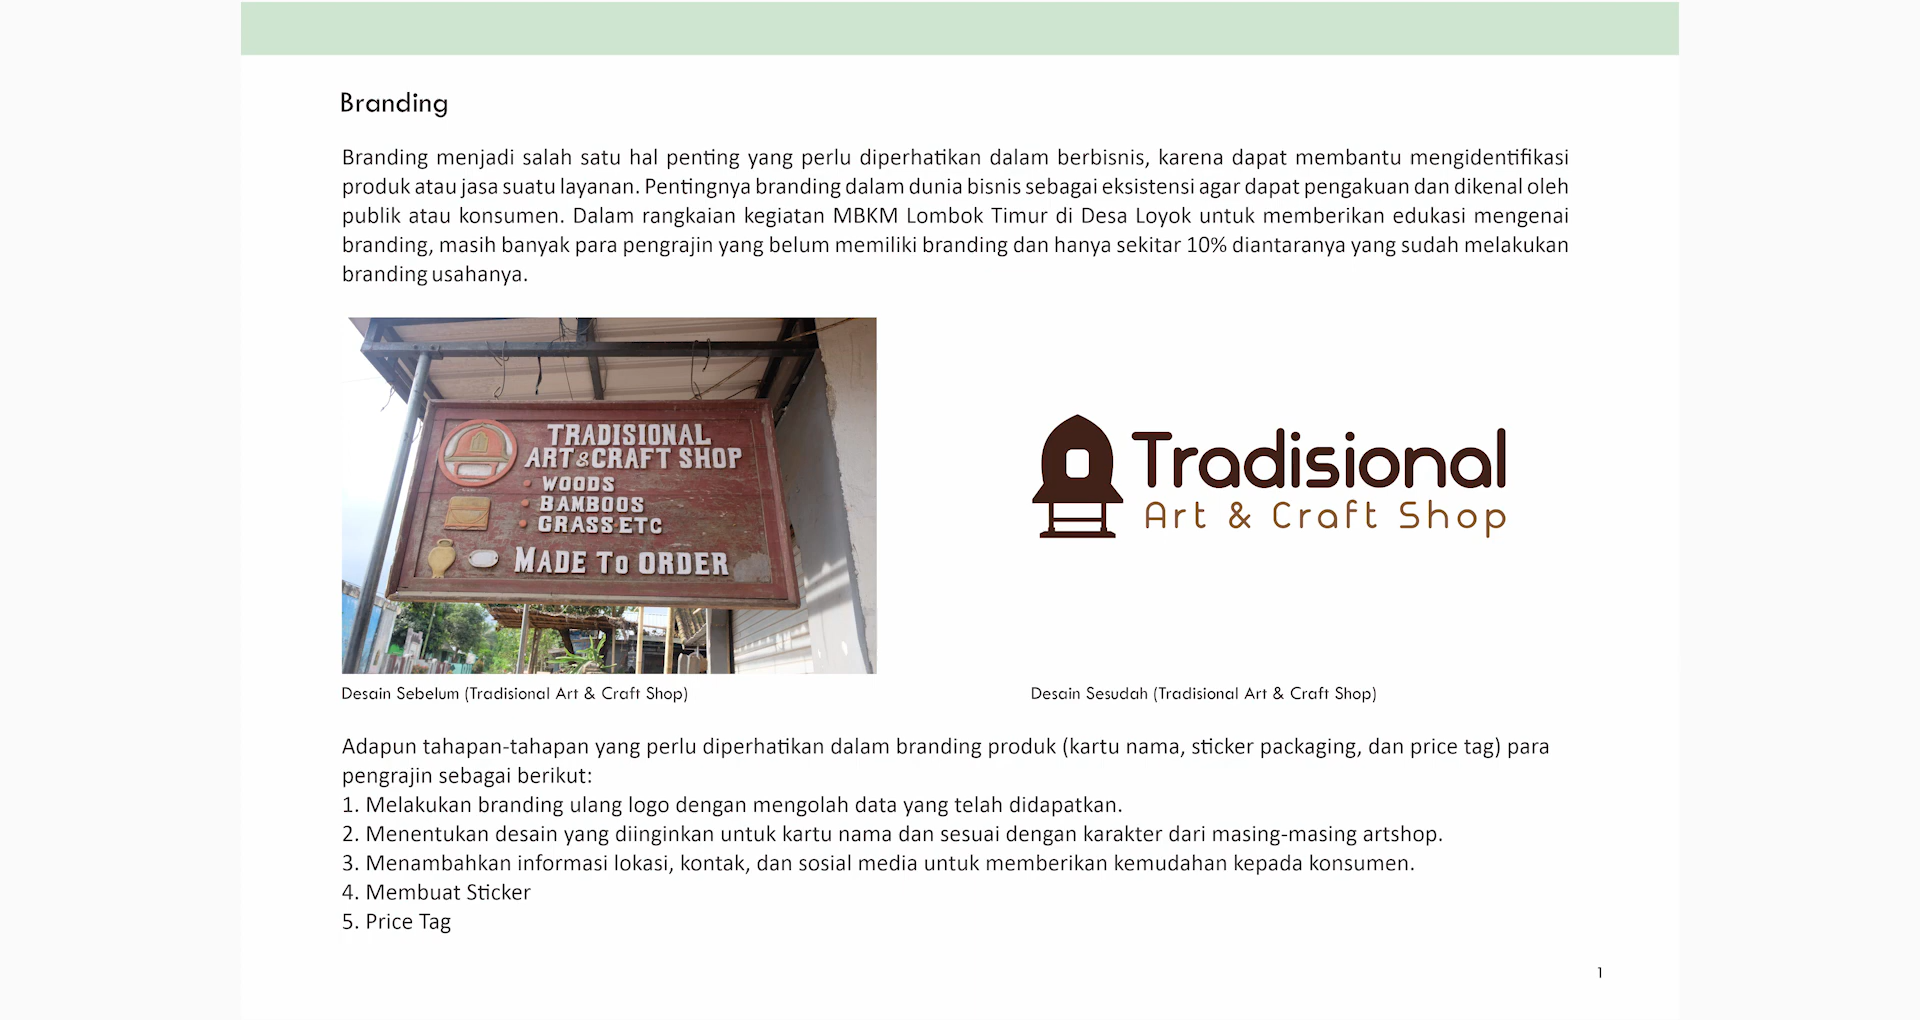 Branding
Branding menjadi salah satu hal penting yang perlu diperhatikan dalam berbisnis, karena dapat membantu mengidentifikasi
produk atau jasa suatu layanan. Pentingnya branding dalam dunia bisnis sebagai eksistensi agar dapat pengakuan dan dikenal oleh
publik atau konsumen. Dalam rangkaian kegiatan MBKM Lombok Timur di Desa Loyok untuk memberikan edukasi mengenai
branding, masih banyak para pengrajin yang belum memiliki branding dan hanya sekitar 10% diantaranya yang sudah melakukan
branding usahanya.
TRADISIONAL
ART & CRAFT SHOP
• WOODS
• BAMBOOS
• GRASS ETC
MADE TO ORDER
Desain Sebelum (Tradisional Art & Craft Shop)
Tradisional
Art & Craft Shop
Desain Sesudah (Tradisional Art & Craft Shop)
Adapun tahapan-tahapan yang perlu diperhatikan dalam branding produk (kartu nama, sticker packaging, dan price tag) para
pengrajin sebagai berikut:
1. Melakukan branding ulang logo dengan mengolah data yang telah didapatkan.
2. Menentukan desain yang diinginkan untuk kartu nama dan sesuai dengan karakter dari masing-masing artshop.
3. Menambahkan informasi lokasi, kontak, dan sosial media untuk memberikan kemudahan kepada konsumen.
4. Membuat Sticker
5. Price Tag
1